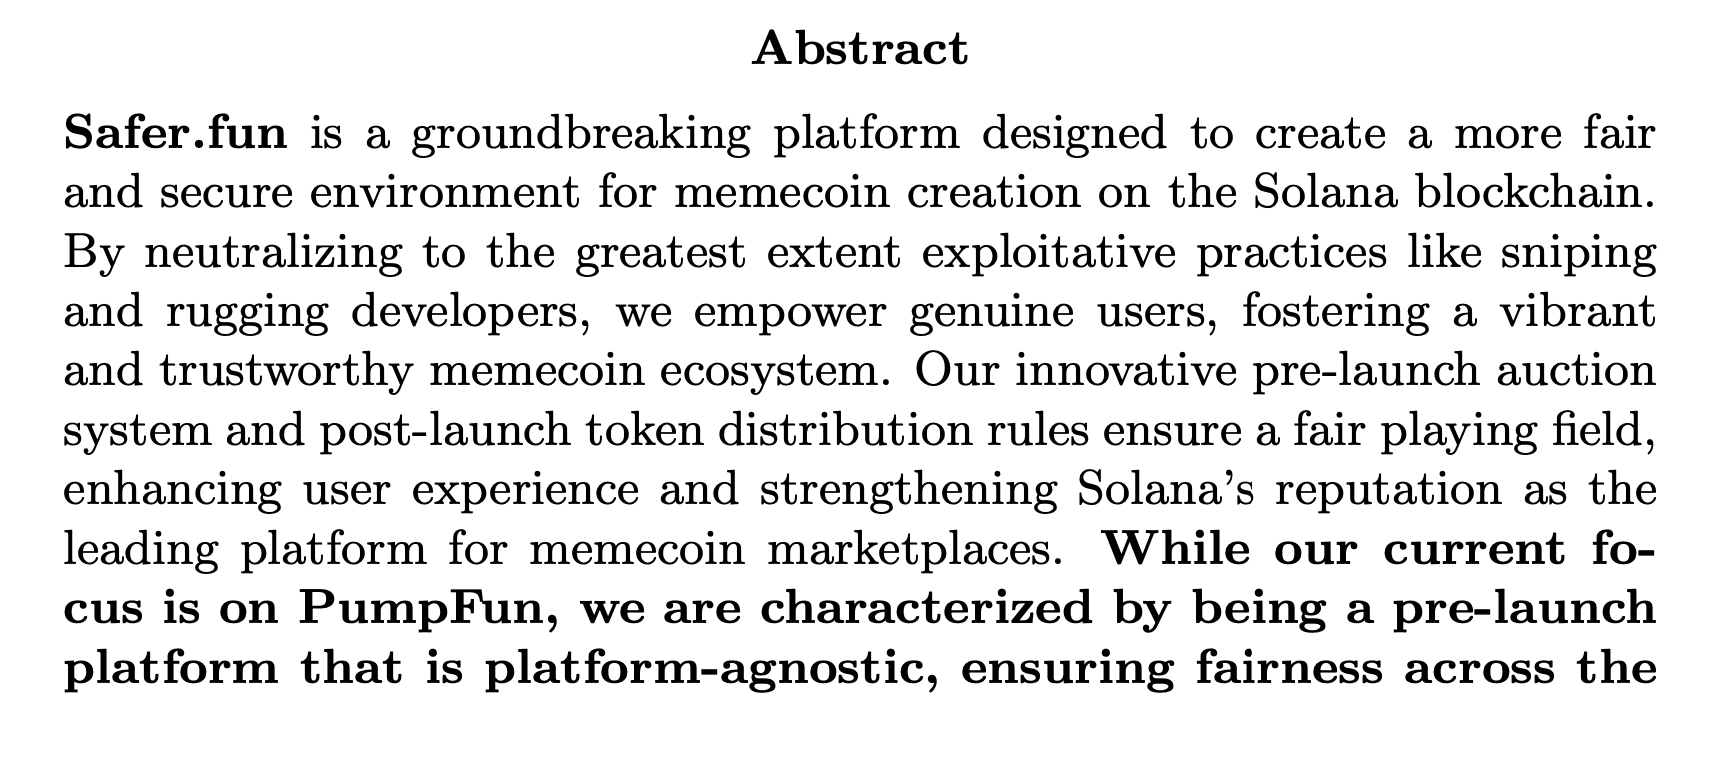 Abstract
Safer.fun is a groundbreaking platform designed to create a more fair
and secure environment for memecoin creation on the Solana blockchain.
By neutralizing to the greatest extent exploitative practices like sniping
and rugging developers, we empower genuine users, fostering a vibrant
and trustworthy memecoin ecosystem. Our innovative pre-launch auction
system and post-launch token distribution rules ensure a fair playing field,
enhancing user experience and strengthening Solana's reputation as the
leading platform for memecoin marketplaces. While our current fo-
cus is on PumpFun, we are characterized by being a pre-launch
platform that is platform-agnostic, ensuring fairness across the